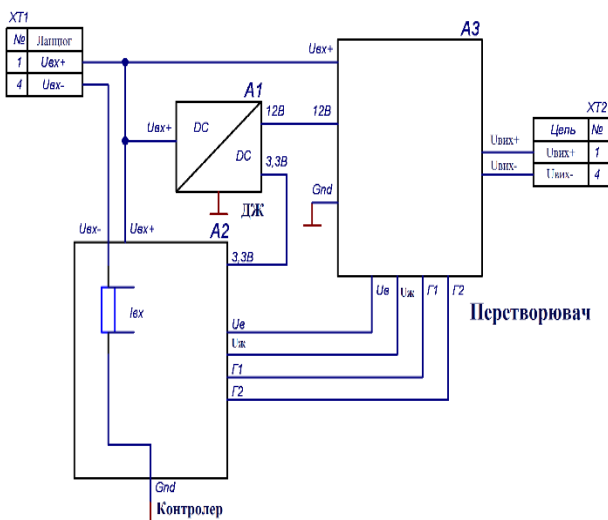 XT1
№ Ланцюг
1 Uвх+
4 Uвх-
A3
Uвх+
A1
12В 12В
Uвх+ DC
DC
3,3В
XT2
Цепь №
Uвих+
Uвих+ 1
Uвих-
Uвих- 4
Gnd
ДЖ
Uвх- Uвх+
A2
3,3В
Iвх
Uв Uж Г1 Г2
Перстворювач
Uв
Uж
Г1
Г2
Gnd
Контролер